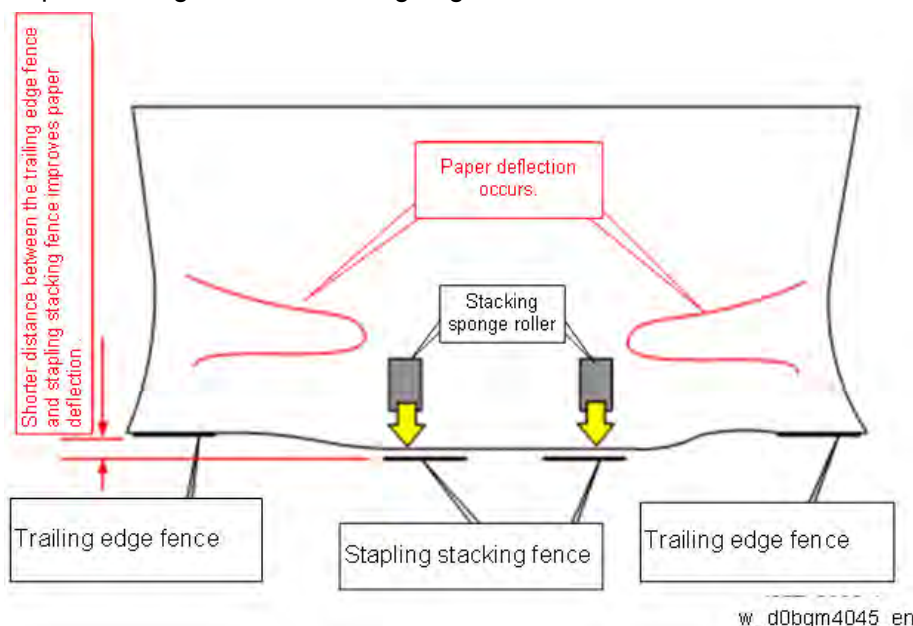 Shorter distance between the trailing edge fence
and stapling stacking fence improves paper
deflection
Paper deflection
occurs.
Stacking
sponge roller
Trailing edge fence
Stapling stacking fence
Trailing edge fence
w_d0bqm4045_en